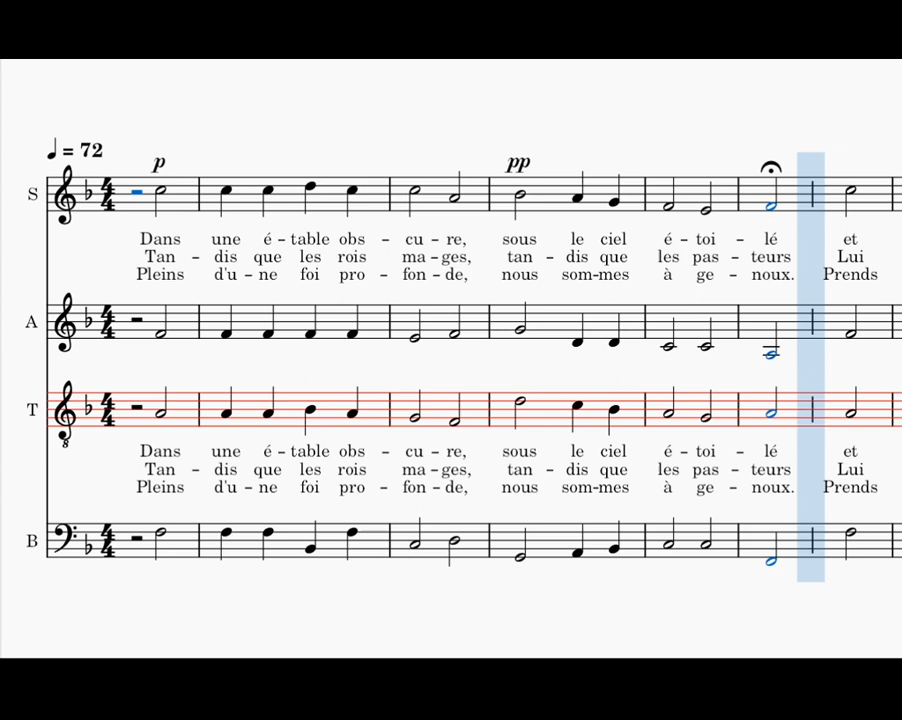 = 72
p pp
S
Dans une é – table obs – cu – re, sous le ciel é – toi – lé et
Tan – dis que les rois ma – ges, tan – dis que les pas – teurs Lui
Pleins d'u – ne foi pro – fon – de, nous som – mes à ge – noux. Prends
A
T
8
Dans une é – table obs – cu – re, sous le ciel é – toi – lé et
Tan – dis que les rois ma – ges, tan – dis que les pas – teurs Lui
Pleins d'u – ne foi pro – fon – de, nous som – mes à ge – noux. Prends
B